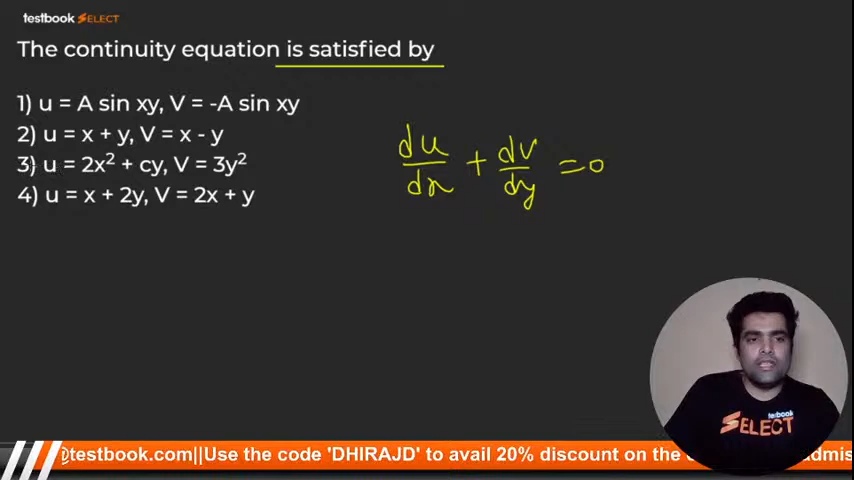 testbook SELECT
The continuity equation is satisfied by
1) u = A sin xy, V = -A sin xy
2) u = x + y, V = x - y
3) u = 2x² + cy, V = 3y²
4) u = x + 2y, V = 2x + y
du/dx + dv/dy = 0
testbook
SELECT
@testbook.com||Use the code 'DHIRAJD' to avail 20% discount on the